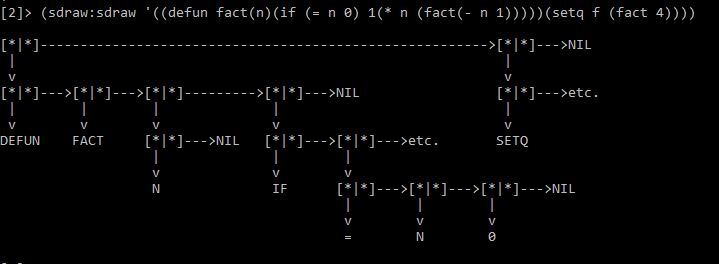 [2]> (sdraw:sdraw '((defun fact(n)(if (= n 0) 1(* n (fact(- n 1)))))(setq f (fact 4))))

[*|*]--------------------------------------------------------------->[*|*]--->NIL
 |                                                                    |
 v                                                                    v
[*|*]--->[*|*]--->[*|*]--------->[*|*]--->NIL                        [*|*]--->etc.
 |        |        |              |                                   |
 v        v        v              v                                   v
DEFUN    FACT     [*|*]--->NIL   [*|*]--->[*|*]--->etc.              SETQ
                   |              |        |
                   v              v        v
                   N              IF      [*|*]--->[*|*]--->[*|*]--->NIL
                                           |        |        |
                                           v        v        v
                                           =        N        0